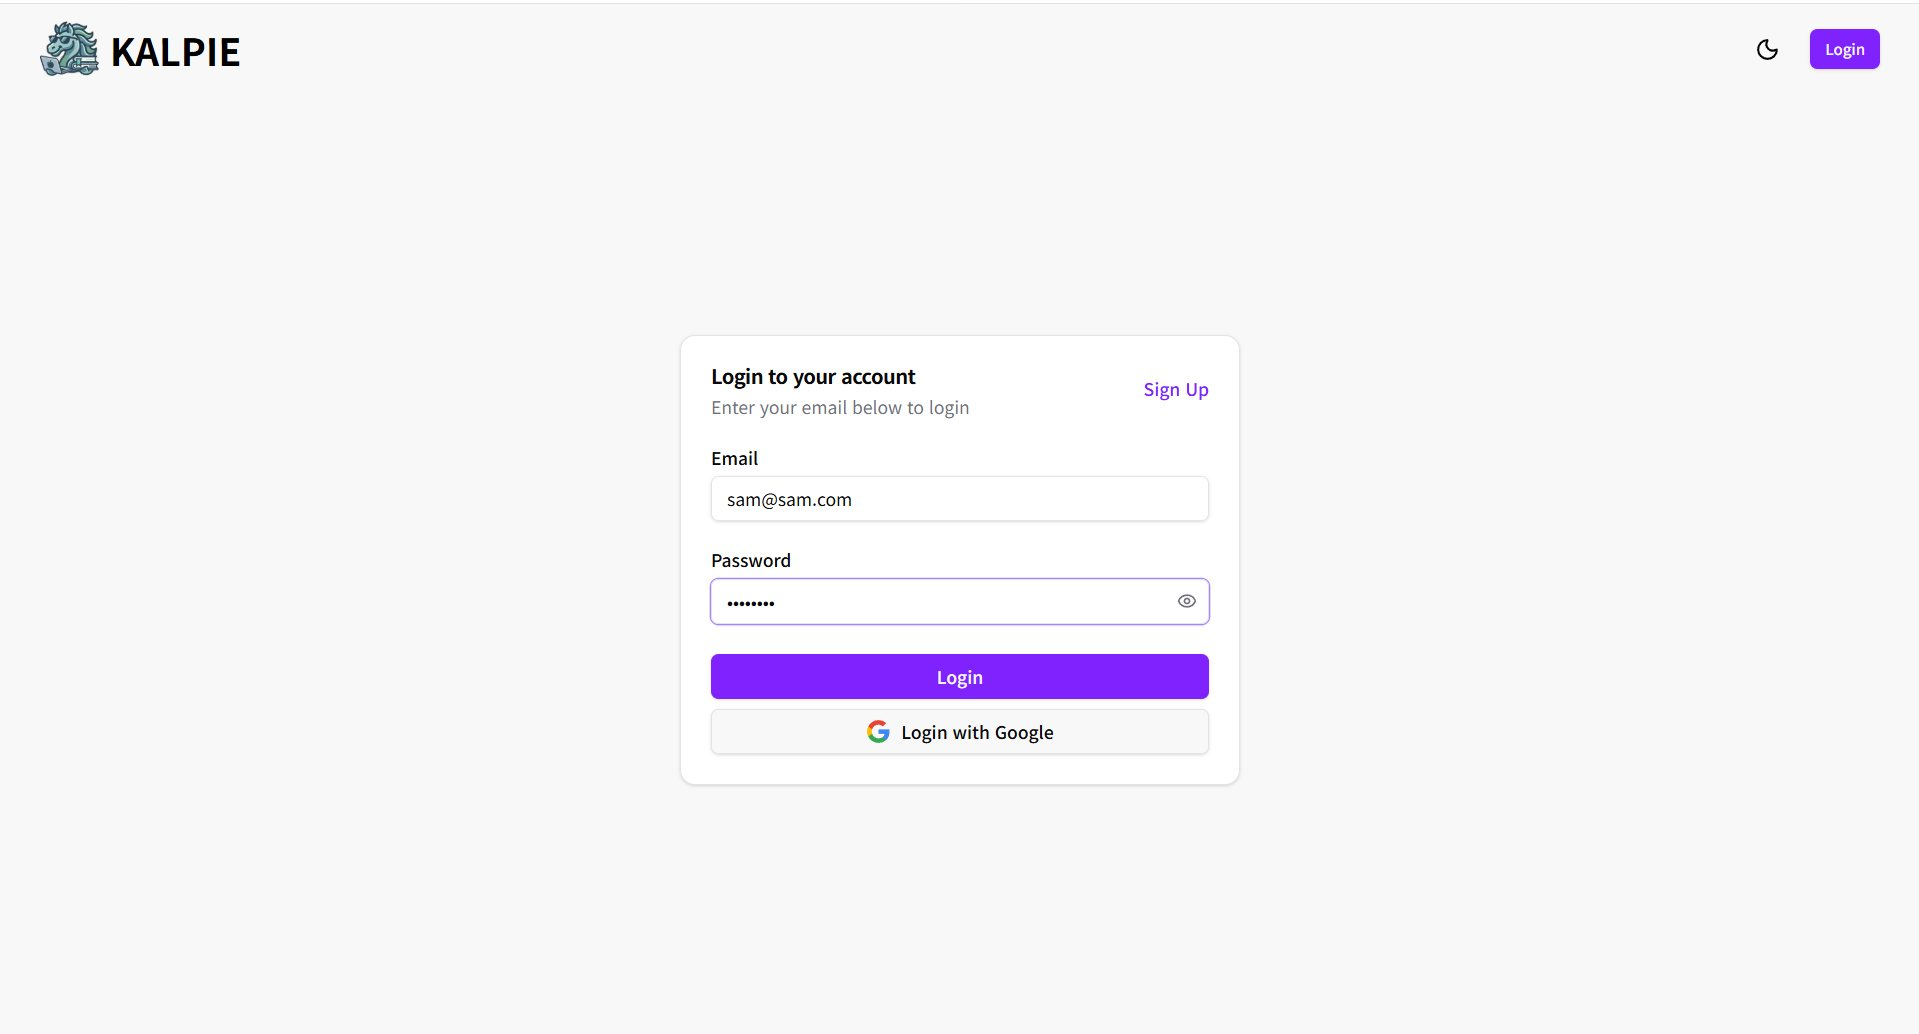 KALPIE
Login
Login to your account
Sign Up
Enter your email below to login
Email
sam@sam.com
Password
••••••••
Login
Login with Google